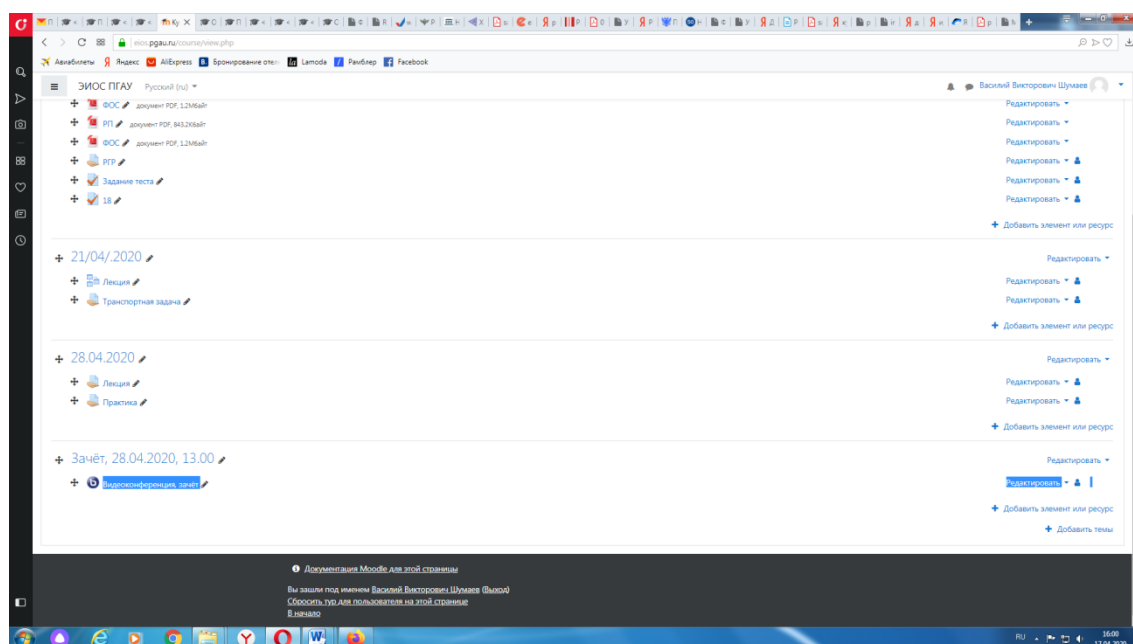 eios.pgau.ru/course/view.php
Авиабилеты Яндекс AliExpress Бронирование отел Lamoda Рамблер Facebook
ЭИОС ПГАУ Русский (ru) Василий Викторович Шумаев
ФОС документ PDF, 1.2Мбайт Редактировать
РП документ PDF, 843.2Кбайт Редактировать
ФОС документ PDF, 1.2Мбайт Редактировать
РГР Редактировать
Задание теста Редактировать
18 Редактировать
Добавить элемент или ресурс
21/04/.2020 Редактировать
Лекция Редактировать
Транспортная задача Редактировать
Добавить элемент или ресурс
28.04.2020 Редактировать
Лекция Редактировать
Практика Редактировать
Добавить элемент или ресурс
Зачёт, 28.04.2020, 13.00 Редактировать
Видеоконференция, зачёт Редактировать
Добавить элемент или ресурс
Добавить темы
Документация Moodle для этой страницы
Вы зашли под именем Василий Викторович Шумаев (Выход)
Сбросить тур для пользователя на этой странице
В начало
RU 16:00
17.04.2020